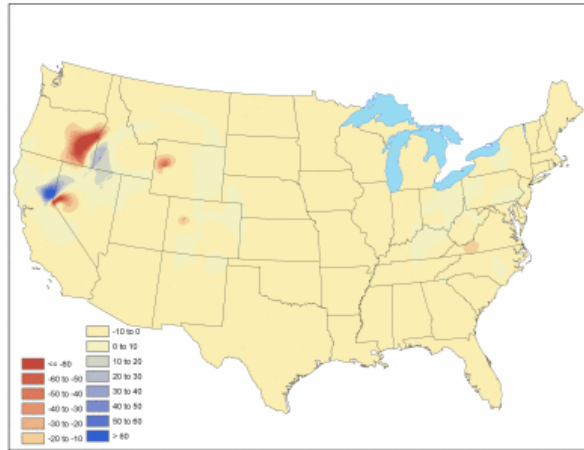 <= -60
-60 to -50
-50 to -40
-40 to -30
-30 to -20
-20 to -10
-10 to 0
0 to 10
10 to 20
20 to 30
30 to 40
40 to 50
50 to 60
> 60